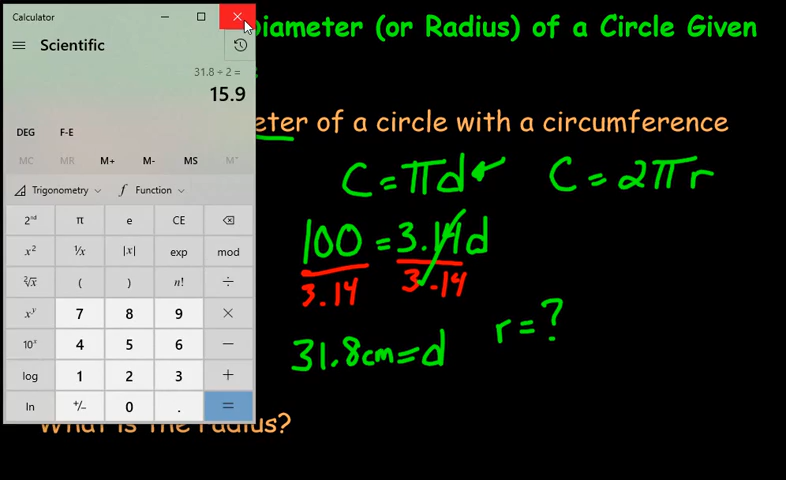 Calculator
Scientific
31.8 ÷ 2 =
15.9
DEG F-E
MC MR M+ M- MS M˅
Trigonometry Function
2ⁿᵈ π e CE
x² ¹/x |x| exp mod
²√x ( ) n! ÷
xʸ 7 8 9 ×
10ˣ 4 5 6 −
log 1 2 3 +
ln +/− 0 . =
Diameter (or Radius) of a Circle Given
eter of a circle with a circumference
C = πd C = 2πr
100 = 3.14d
3.14 3.14
31.8cm = d r = ?
What is the radius?